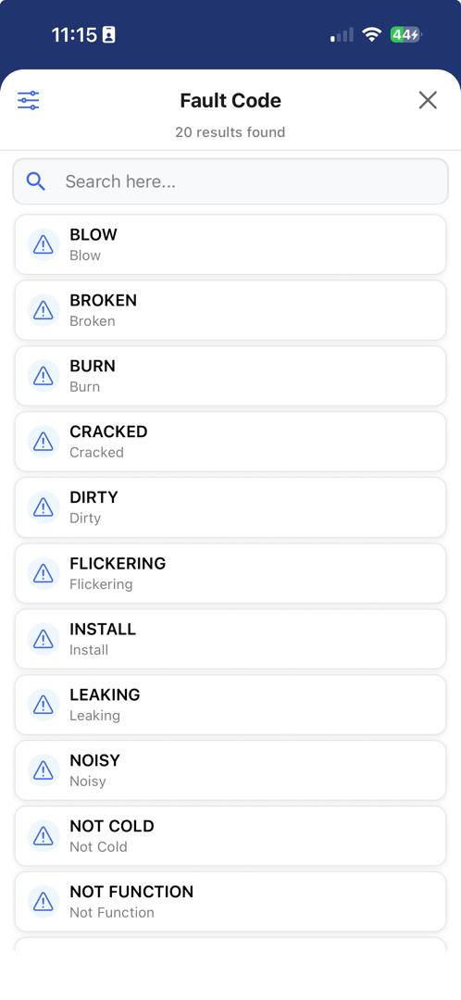 11:15
44
Fault Code
20 results found
Search here...
BLOW
Blow
BROKEN
Broken
BURN
Burn
CRACKED
Cracked
DIRTY
Dirty
FLICKERING
Flickering
INSTALL
Install
LEAKING
Leaking
NOISY
Noisy
NOT COLD
Not Cold
NOT FUNCTION
Not Function